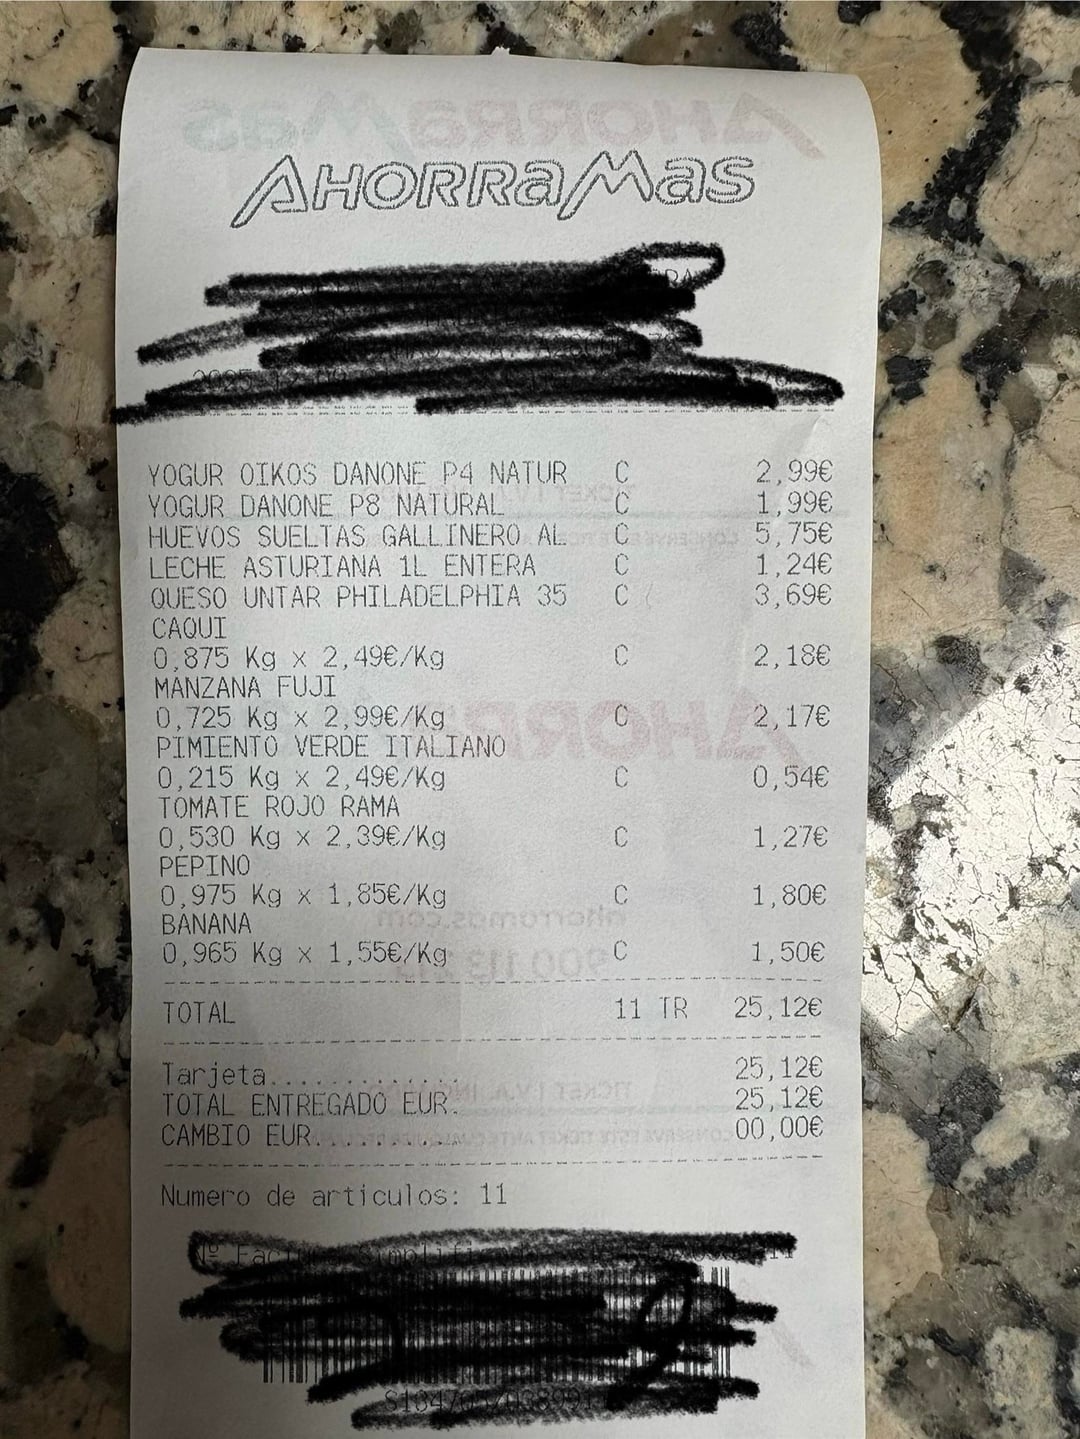 AHORRAMAS
YOGUR OIKOS DANONE P4 NATUR C 2,99€
YOGUR DANONE P8 NATURAL C 1,99€
HUEVOS SUELTAS GALLINERO AL C 5,75€
LECHE ASTURIANA 1L ENTERA C 1,24€
QUESO UNTAR PHILADELPHIA 35 C 3,69€
CAQUI
0,875 Kg x 2,49€/Kg C 2,18€
MANZANA FUJI
0,725 Kg x 2,99€/Kg C 2,17€
PIMIENTO VERDE ITALIANO
0,215 Kg x 2,49€/Kg C 0,54€
TOMATE ROJO RAMA
0,530 Kg x 2,39€/Kg C 1,27€
PEPINO
0,975 Kg x 1,85€/Kg C 1,80€
BANANA
0,965 Kg x 1,55€/Kg C 1,50€
TOTAL 11 TR 25,12€
Tarjeta.............. 25,12€
TOTAL ENTREGADO EUR. 25,12€
CAMBIO EUR.......... 00,00€
Numero de articulos: 11